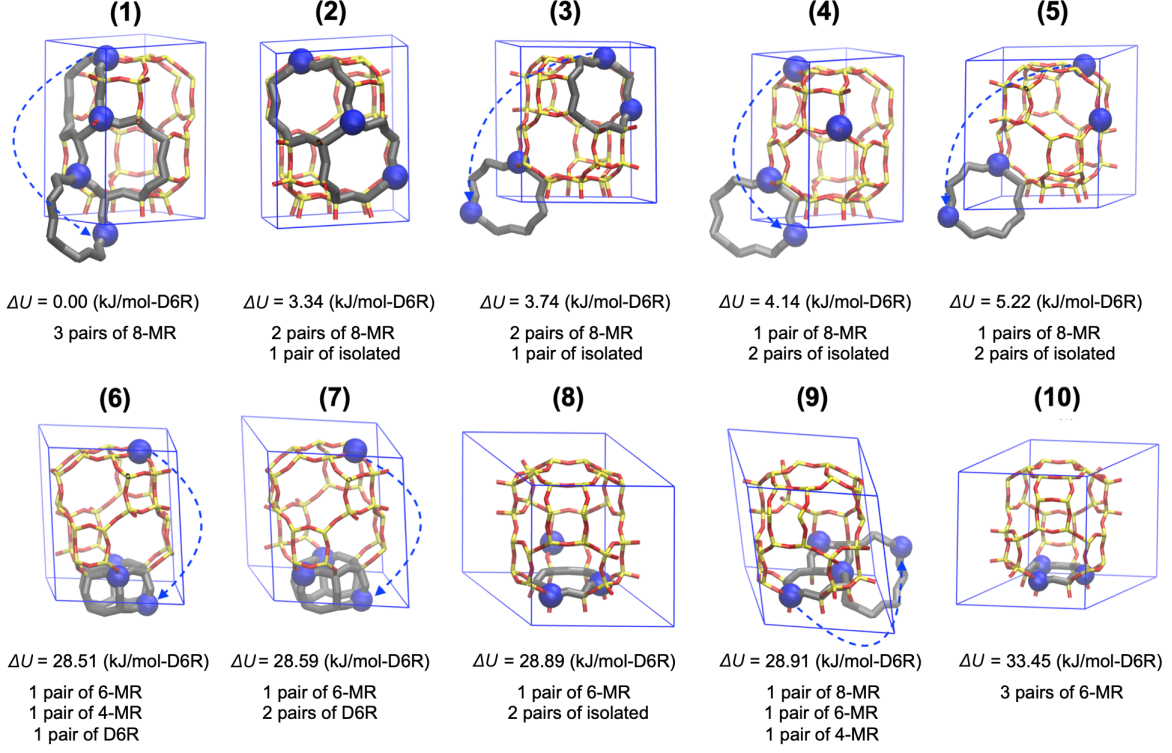 (1) (2) (3) (4) (5)
ΔU = 0.00 (kJ/mol-D6R)
3 pairs of 8-MR
ΔU = 3.34 (kJ/mol-D6R)
2 pairs of 8-MR
1 pair of isolated
ΔU = 3.74 (kJ/mol-D6R)
2 pairs of 8-MR
1 pair of isolated
ΔU = 4.14 (kJ/mol-D6R)
1 pair of 8-MR
2 pairs of isolated
ΔU = 5.22 (kJ/mol-D6R)
1 pairs of 8-MR
2 pairs of isolated
(6) (7) (8) (9) (10)
ΔU = 28.51 (kJ/mol-D6R)
1 pair of 6-MR
1 pair of 4-MR
1 pair of D6R
ΔU = 28.59 (kJ/mol-D6R)
1 pair of 6-MR
2 pairs of D6R
ΔU = 28.89 (kJ/mol-D6R)
1 pair of 6-MR
2 pairs of isolated
ΔU = 28.91 (kJ/mol-D6R)
1 pair of 8-MR
1 pair of 6-MR
1 pair of 4-MR
ΔU = 33.45 (kJ/mol-D6R)
3 pairs of 6-MR